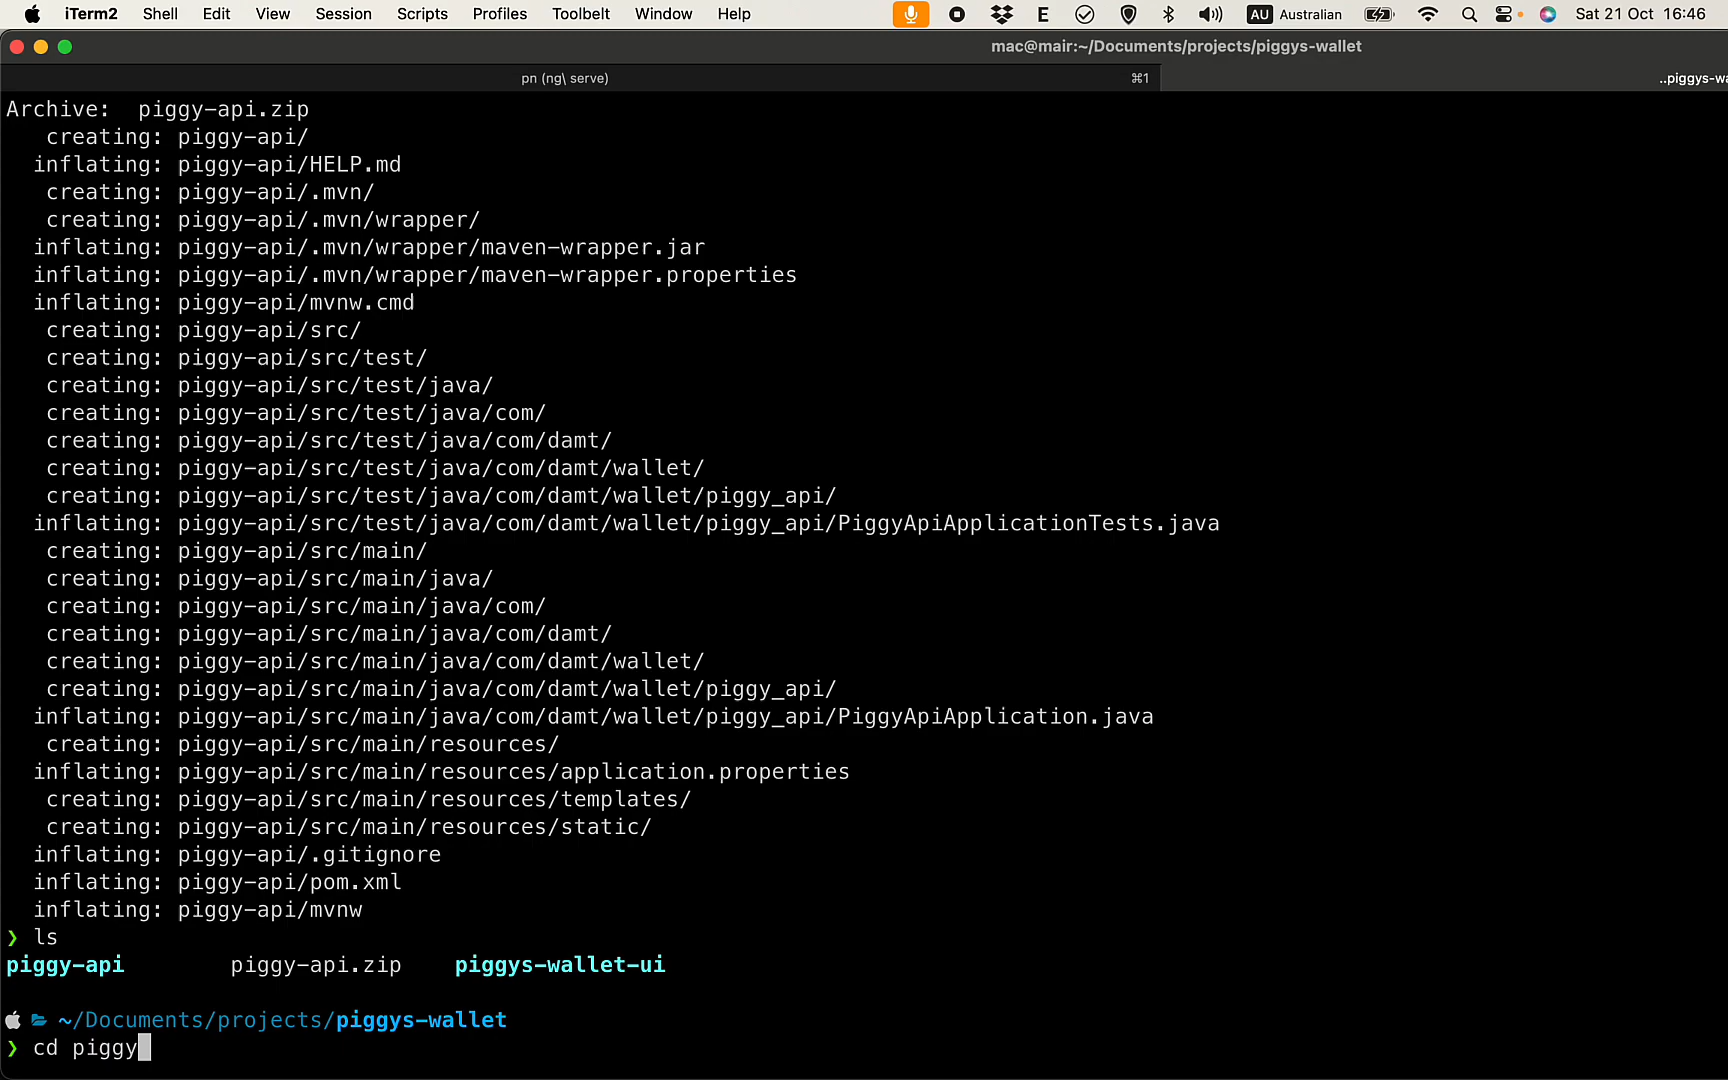 iTerm2 Shell Edit View Session Scripts Profiles Toolbelt Window Help E AU Australian Sat 21 Oct 16:46
mac@mair:~/Documents/projects/piggys-wallet
pn (ng\ serve) ⌘1 ..piggys-wa
Archive:  piggy-api.zip
   creating: piggy-api/
  inflating: piggy-api/HELP.md
   creating: piggy-api/.mvn/
   creating: piggy-api/.mvn/wrapper/
  inflating: piggy-api/.mvn/wrapper/maven-wrapper.jar
  inflating: piggy-api/.mvn/wrapper/maven-wrapper.properties
  inflating: piggy-api/mvnw.cmd
   creating: piggy-api/src/
   creating: piggy-api/src/test/
   creating: piggy-api/src/test/java/
   creating: piggy-api/src/test/java/com/
   creating: piggy-api/src/test/java/com/damt/
   creating: piggy-api/src/test/java/com/damt/wallet/
   creating: piggy-api/src/test/java/com/damt/wallet/piggy_api/
  inflating: piggy-api/src/test/java/com/damt/wallet/piggy_api/PiggyApiApplicationTests.java
   creating: piggy-api/src/main/
   creating: piggy-api/src/main/java/
   creating: piggy-api/src/main/java/com/
   creating: piggy-api/src/main/java/com/damt/
   creating: piggy-api/src/main/java/com/damt/wallet/
   creating: piggy-api/src/main/java/com/damt/wallet/piggy_api/
  inflating: piggy-api/src/main/java/com/damt/wallet/piggy_api/PiggyApiApplication.java
   creating: piggy-api/src/main/resources/
  inflating: piggy-api/src/main/resources/application.properties
   creating: piggy-api/src/main/resources/templates/
   creating: piggy-api/src/main/resources/static/
  inflating: piggy-api/.gitignore
  inflating: piggy-api/pom.xml
  inflating: piggy-api/mvnw
❯ ls
piggy-api        piggy-api.zip    piggys-wallet-ui
~/Documents/projects/piggys-wallet
❯ cd piggy